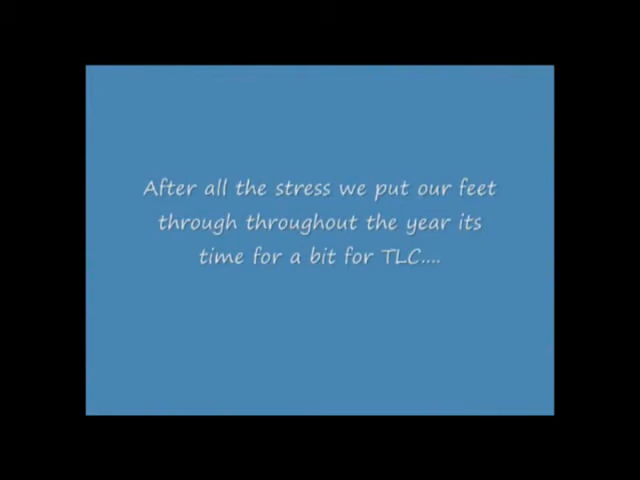 After all the stress we put our feet
through throughout the year its
time for a bit for TLC....